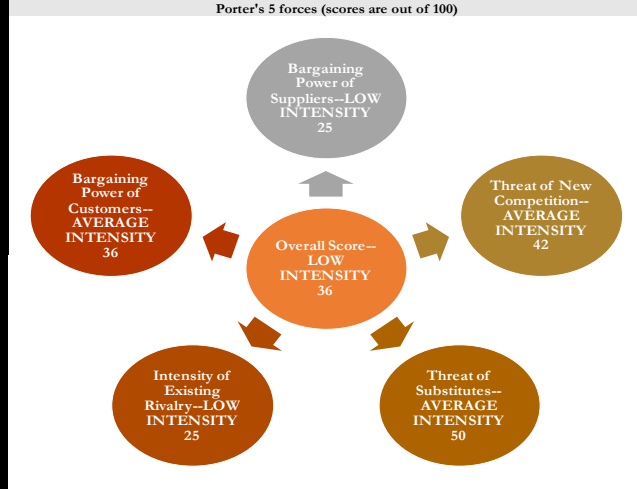 Porter's 5 forces (scores are out of 100)
Bargaining
Power of
Suppliers--LOW
INTENSITY
25
Bargaining
Power of
Customers--
AVERAGE
INTENSITY
36
Threat of New
Competition--
AVERAGE
INTENSITY
42
Overall Score--
LOW
INTENSITY
36
Intensity of
Existing
Rivalry--LOW
INTENSITY
25
Threat of
Substitutes--
AVERAGE
INTENSITY
50